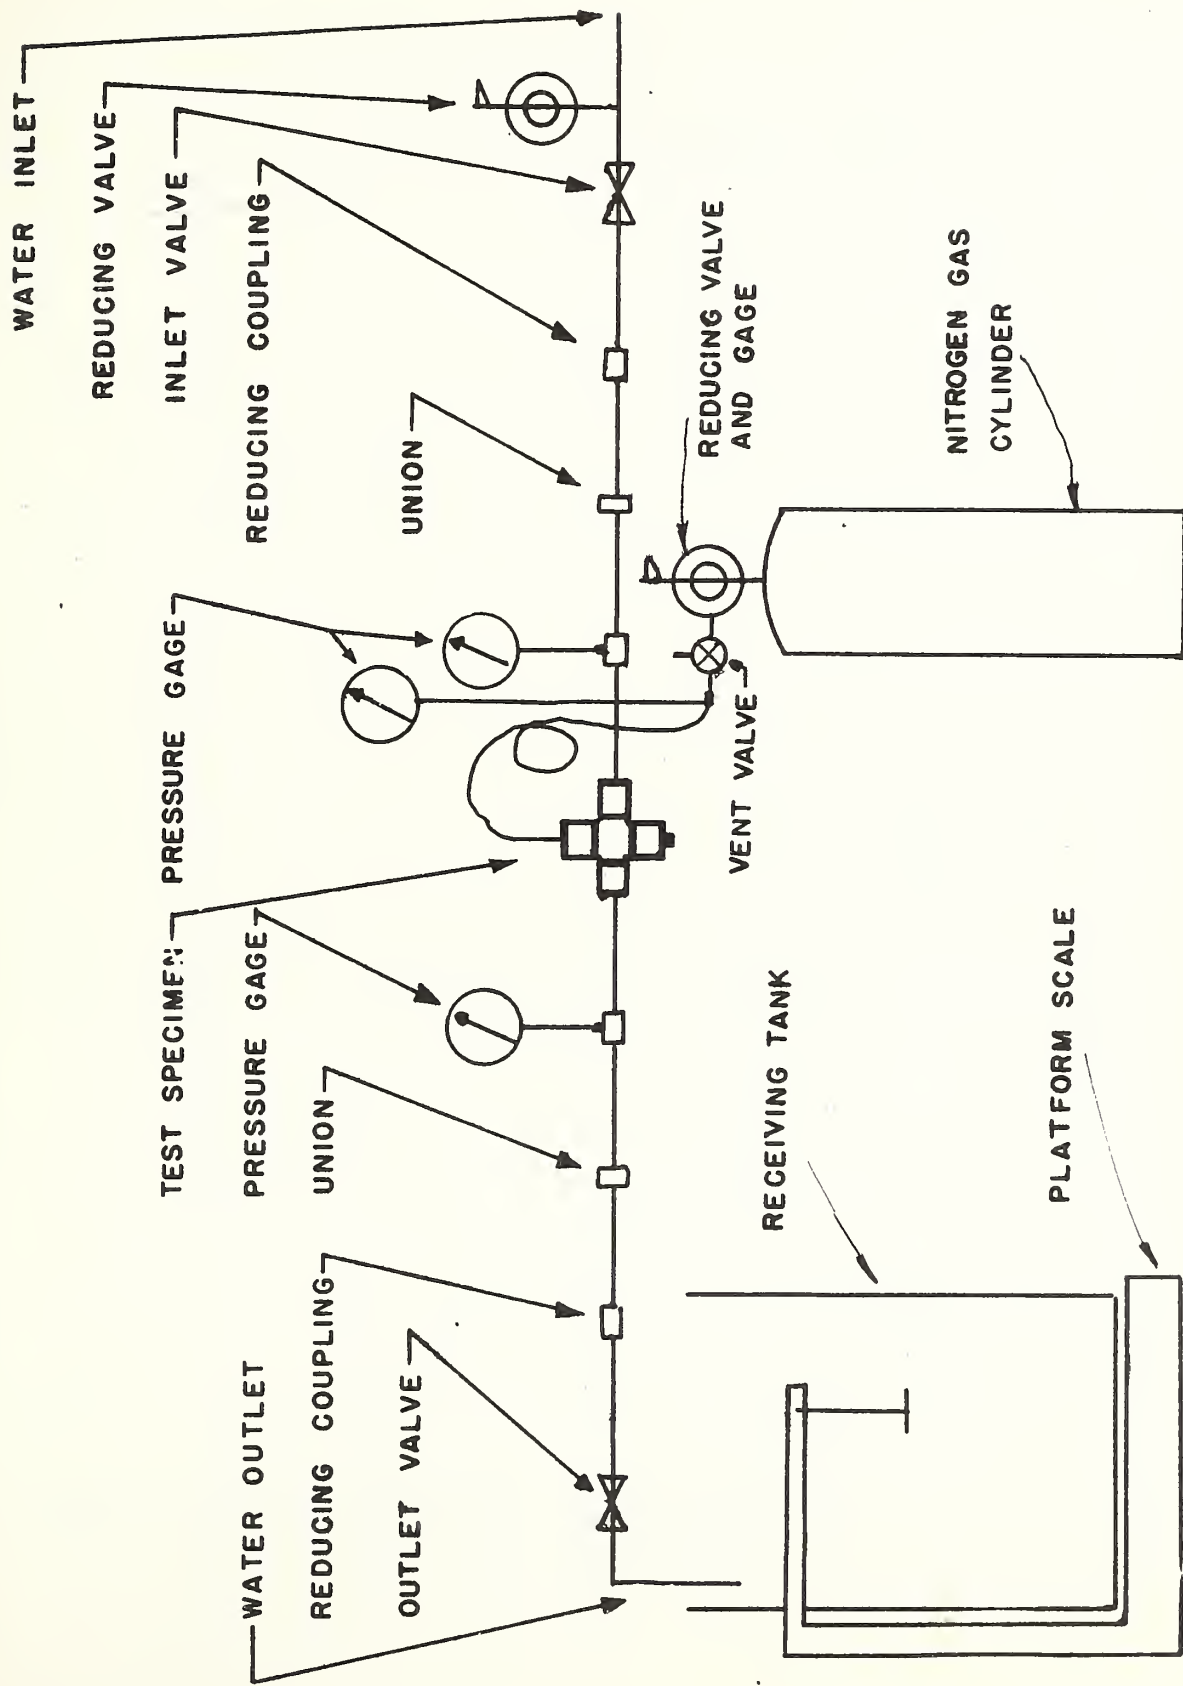 WATER INLET
REDUCING VALVE
INLET VALVE
REDUCING COUPLING
UNION
PRESSURE GAGE
TEST SPECIMEN
PRESSURE GAGE
UNION
WATER OUTLET
REDUCING COUPLING
OUTLET VALVE
REDUCING VALVE
AND GAGE
VENT VALVE
NITROGEN GAS
CYLINDER
RECEIVING TANK
PLATFORM SCALE